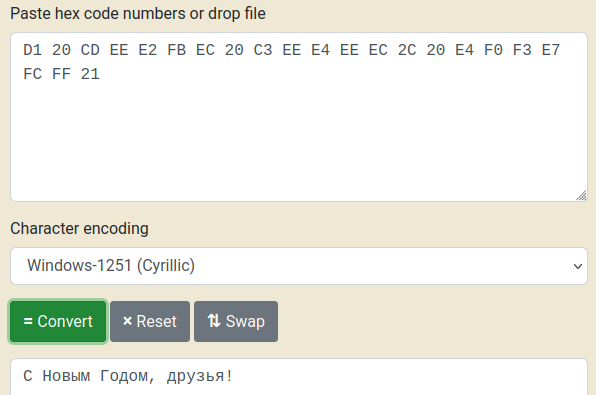 Paste hex code numbers or drop file
D1 20 CD EE E2 FB EC 20 C3 EE E4 EE EC 2C 20 E4 F0 F3 E7
FC FF 21
Character encoding
Windows-1251 (Cyrillic)
= Convert × Reset ⇅ Swap
С Новым Годом, друзья!